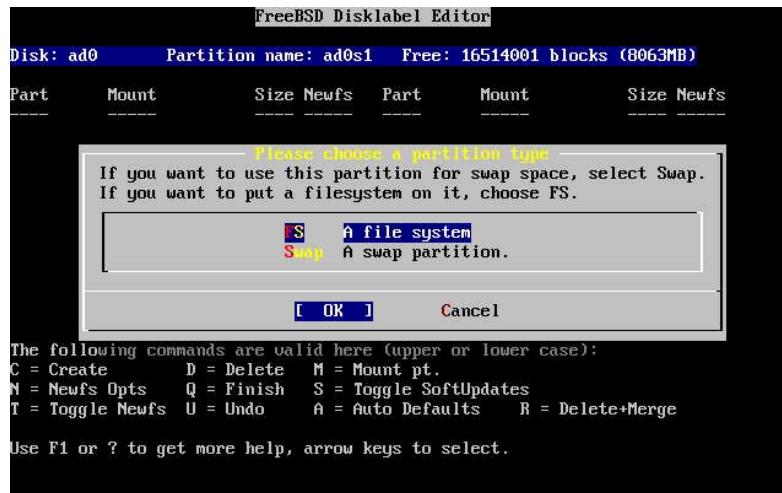 FreeBSD Disklabel Editor
Disk: ad0 Partition name: ad0s1 Free: 16514001 blocks (8063MB)
Part Mount Size Newfs Part Mount Size Newfs
---- ----- ---- ----- ---- ----- ---- -----
Please choose a partition type
If you want to use this partition for swap space, select Swap.
If you want to put a filesystem on it, choose FS.
FS A file system
Swap A swap partition.
[ OK ] Cancel
The following commands are valid here (upper or lower case):
C = Create D = Delete M = Mount pt.
N = Newfs Opts Q = Finish S = Toggle SoftUpdates
T = Toggle Newfs U = Undo A = Auto Defaults R = Delete+Merge
Use F1 or ? to get more help, arrow keys to select.